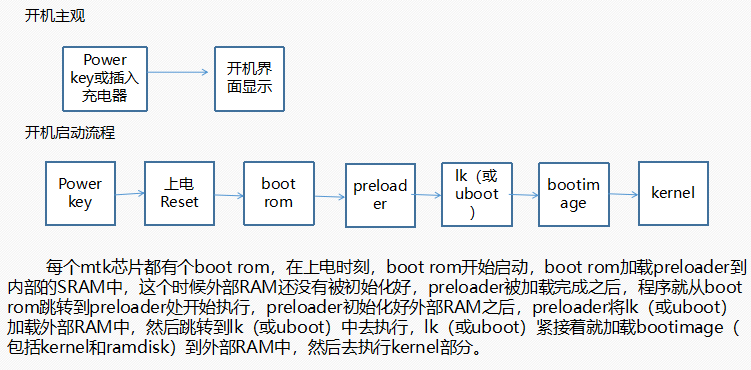 开机主观
Power
key或插入
充电器
开机界
面显示
开机启动流程
Power
key
上电
Reset
boot
rom
preload
er
lk（或
uboot
）
bootim
age
kernel
每个mtk芯片都有个boot rom，在上电时刻，boot rom开始启动，boot rom加载preloader到
内部的SRAM中，这个时候外部RAM还没有被初始化好，preloader被加载完成之后，程序就从boot
rom跳转到preloader处开始执行，preloader初始化好外部RAM之后，preloader将lk（或uboot）
加载外部RAM中，然后跳转到lk（或uboot）中去执行，lk（或uboot）紧接着就加载bootimage（
包括kernel和ramdisk）到外部RAM中，然后去执行kernel部分。